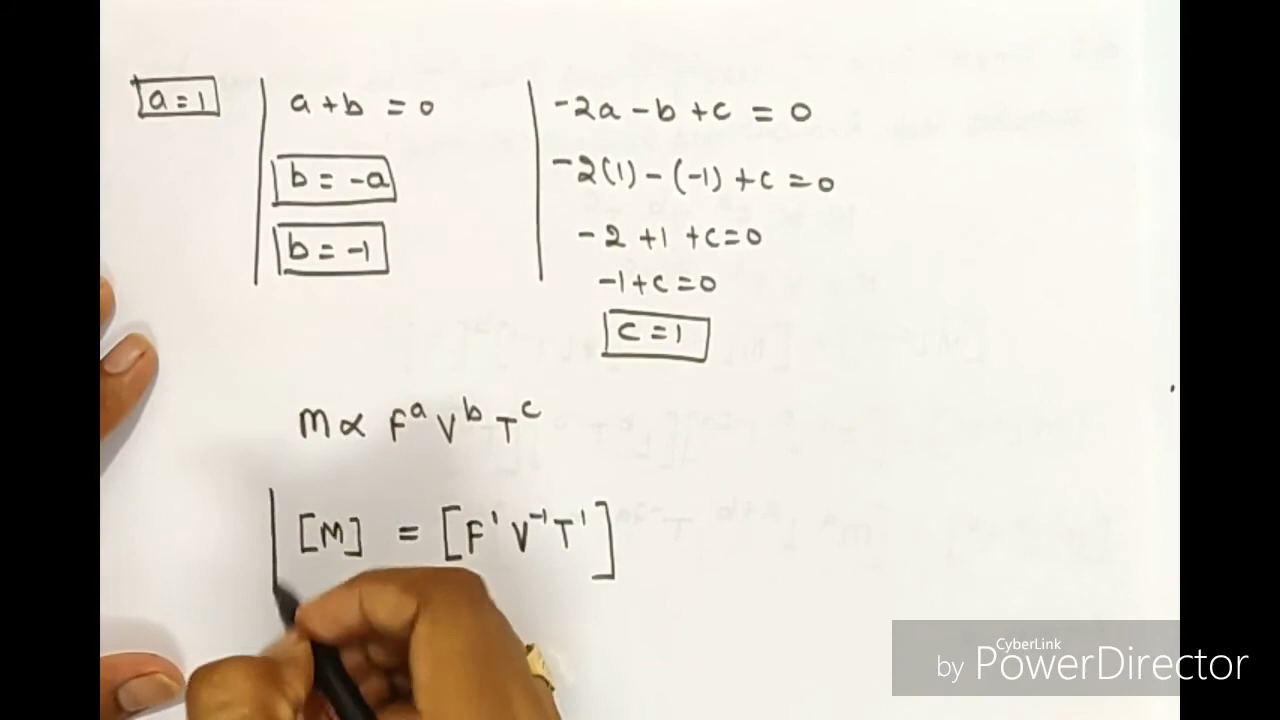 a = 1
a + b = 0
b = -a
b = -1
-2a - b + c = 0
-2(1) - (-1) + c = 0
-2 + 1 + c = 0
-1 + c = 0
c = 1
M ∝ F^a V^b T^c
[M] = [F^1 V^-1 T^1]
CyberLink
by PowerDirector